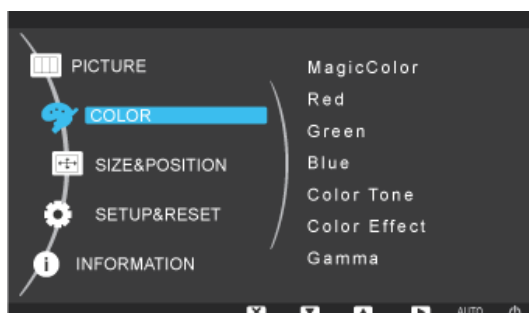 PICTURE
COLOR
SIZE&POSITION
SETUP&RESET
INFORMATION
MagicColor
Red
Green
Blue
Color Tone
Color Effect
Gamma
AUTO